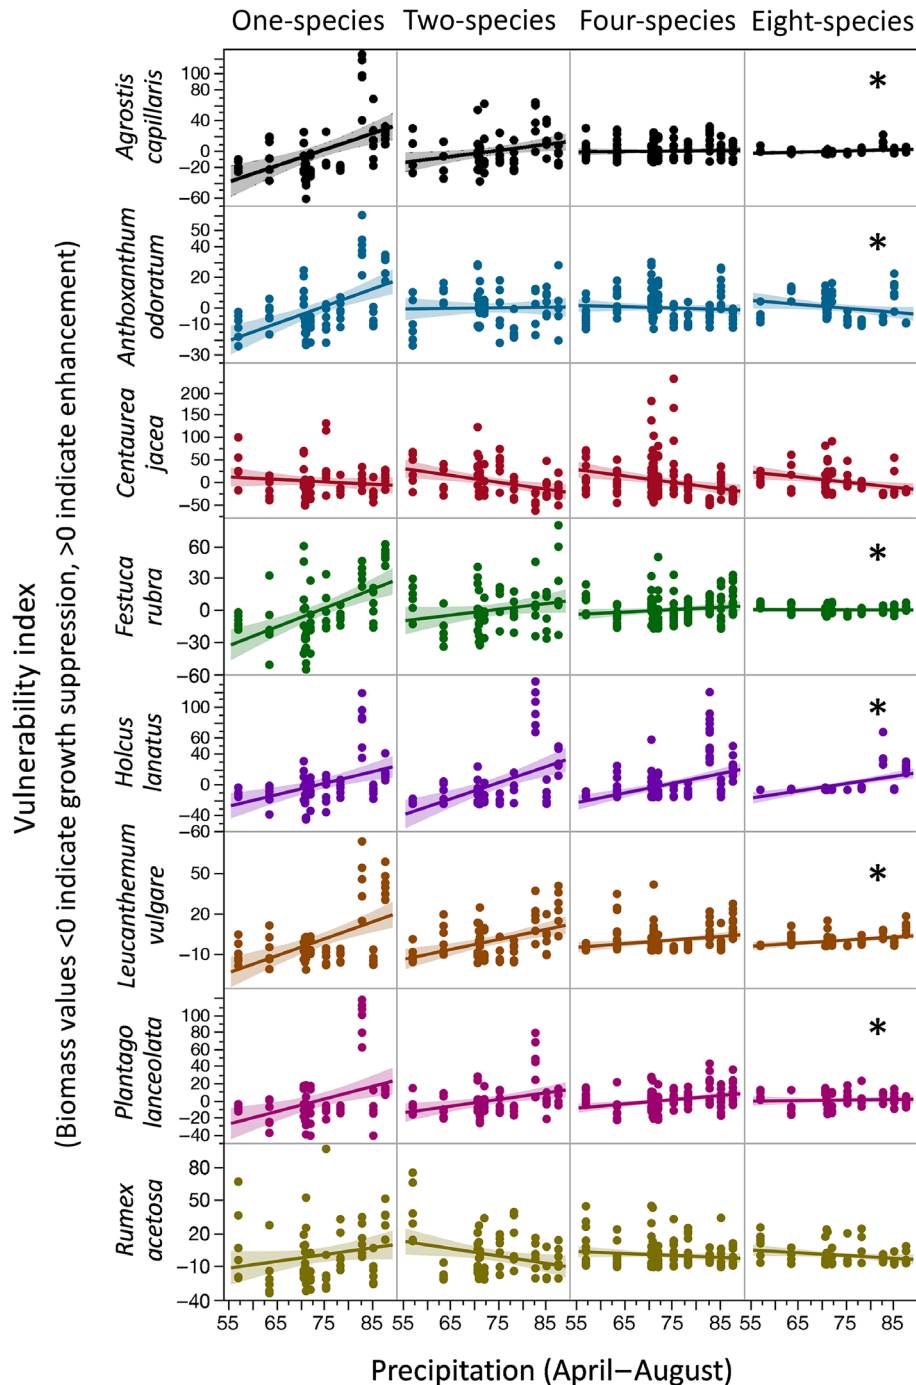 One-species Two-species Four-species Eight-species
Vulnerability index
(Biomass values <0 indicate growth suppression, >0 indicate enhancement)
Agrostis
capillaris
100
80
40
0
−20
−60
*
Anthoxanthum
odoratum
50
20
0
−10
−30
*
Centaurea
jacea
200
150
100
50
0
−50
Festuca
rubra
60
30
0
−30
−60
*
Holcus
lanatus
100
60
40
0
−40
−60
*
Leucanthemum
vulgare
50
20
−10
*
Plantago
lanceolata
100
80
60
40
20
0
−20
−40
*
Rumex
acetosa
80
50
20
−10
−40
55 65 75 85 55 65 75 85 55 65 75 85 55 65 75 85
Precipitation (April–August)